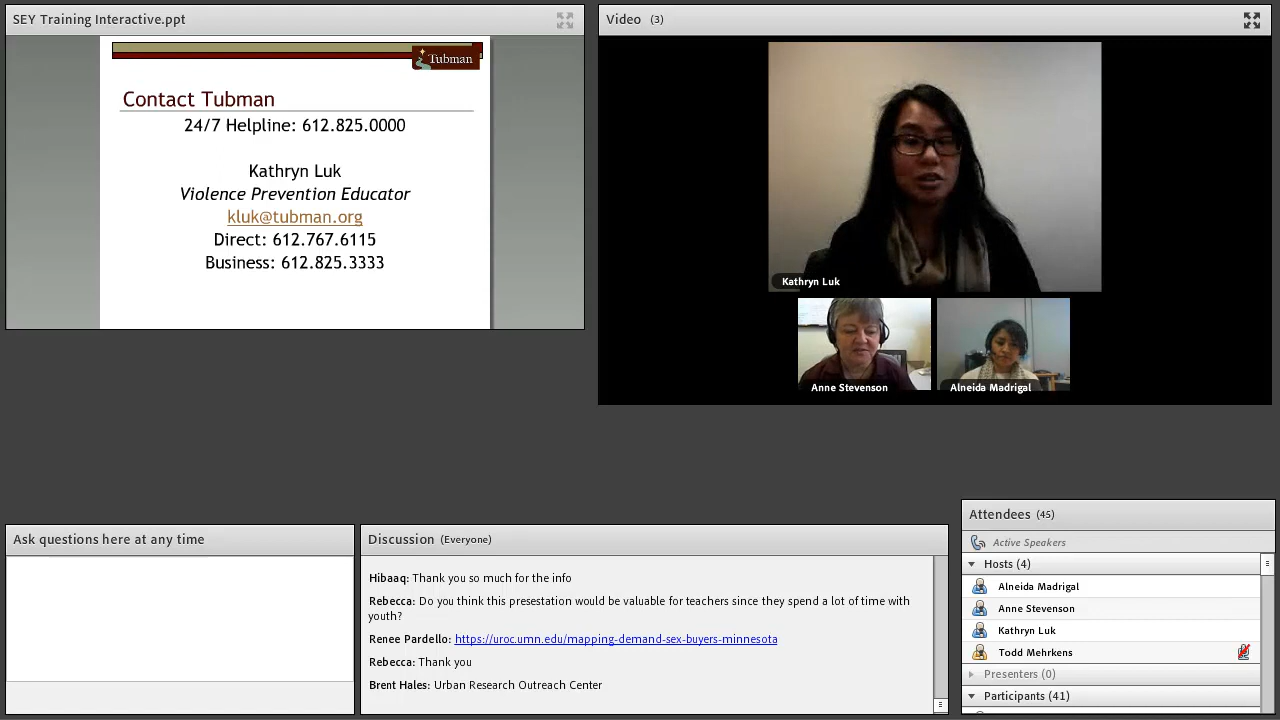 SEY Training Interactive.ppt
Tubman
Contact Tubman
24/7 Helpline: 612.825.0000
Kathryn Luk
Violence Prevention Educator
kluk@tubman.org
Direct: 612.767.6115
Business: 612.825.3333
Video (3)
Kathryn Luk
Anne Stevenson
Alneida Madrigal
Ask questions here at any time
Discussion (Everyone)
Hibaaq: Thank you so much for the info
Rebecca: Do you think this presetation would be valuable for teachers since they spend a lot of time with
youth?
Renee Pardello: https://uroc.umn.edu/mapping-demand-sex-buyers-minnesota
Rebecca: Thank you
Brent Hales: Urban Research Outreach Center
Attendees (45)
Active Speakers
Hosts (4)
Alneida Madrigal
Anne Stevenson
Kathryn Luk
Todd Mehrkens
Presenters (0)
Participants (41)